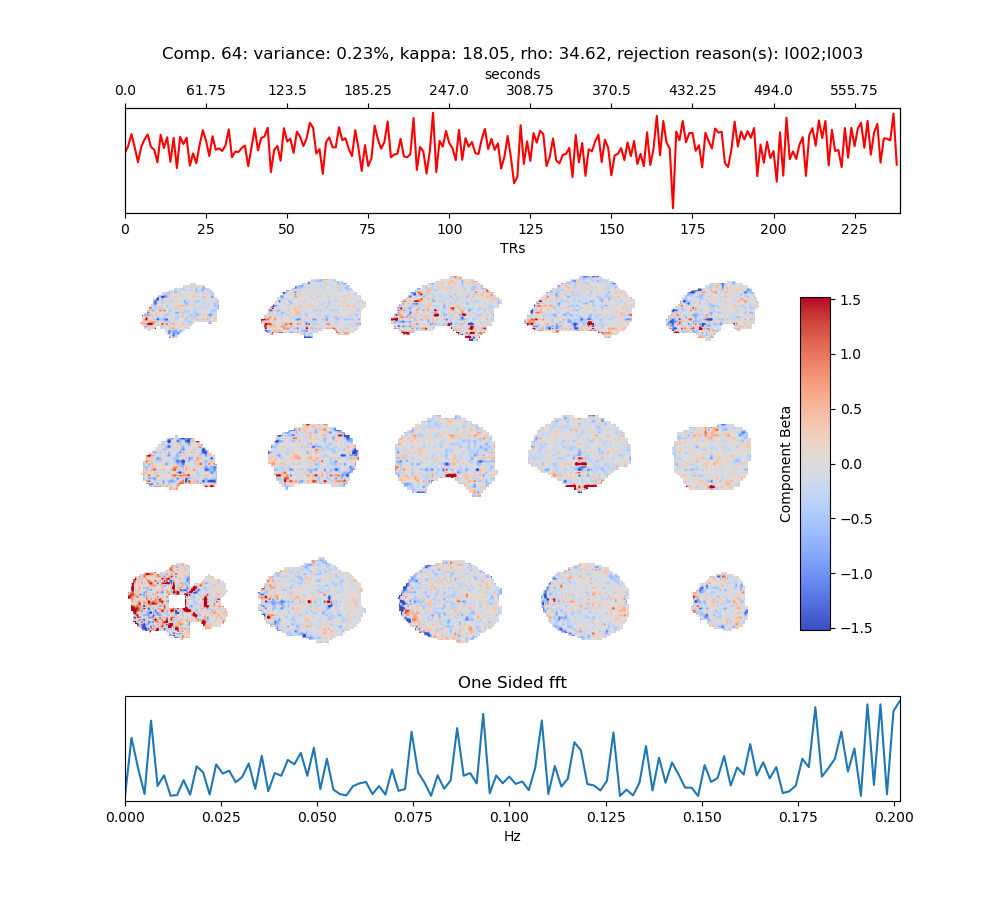 Comp. 64: variance: 0.23%, kappa: 18.05, rho: 34.62, rejection reason(s): I002;I003
seconds
0.0 61.75 123.5 185.25 247.0 308.75 370.5 432.25 494.0 555.75
0 25 50 75 100 125 150 175 200 225
TRs
1.5
1.0
0.5
0.0
−0.5
−1.0
−1.5
Component Beta
One Sided fft
0.000 0.025 0.050 0.075 0.100 0.125 0.150 0.175 0.200
Hz